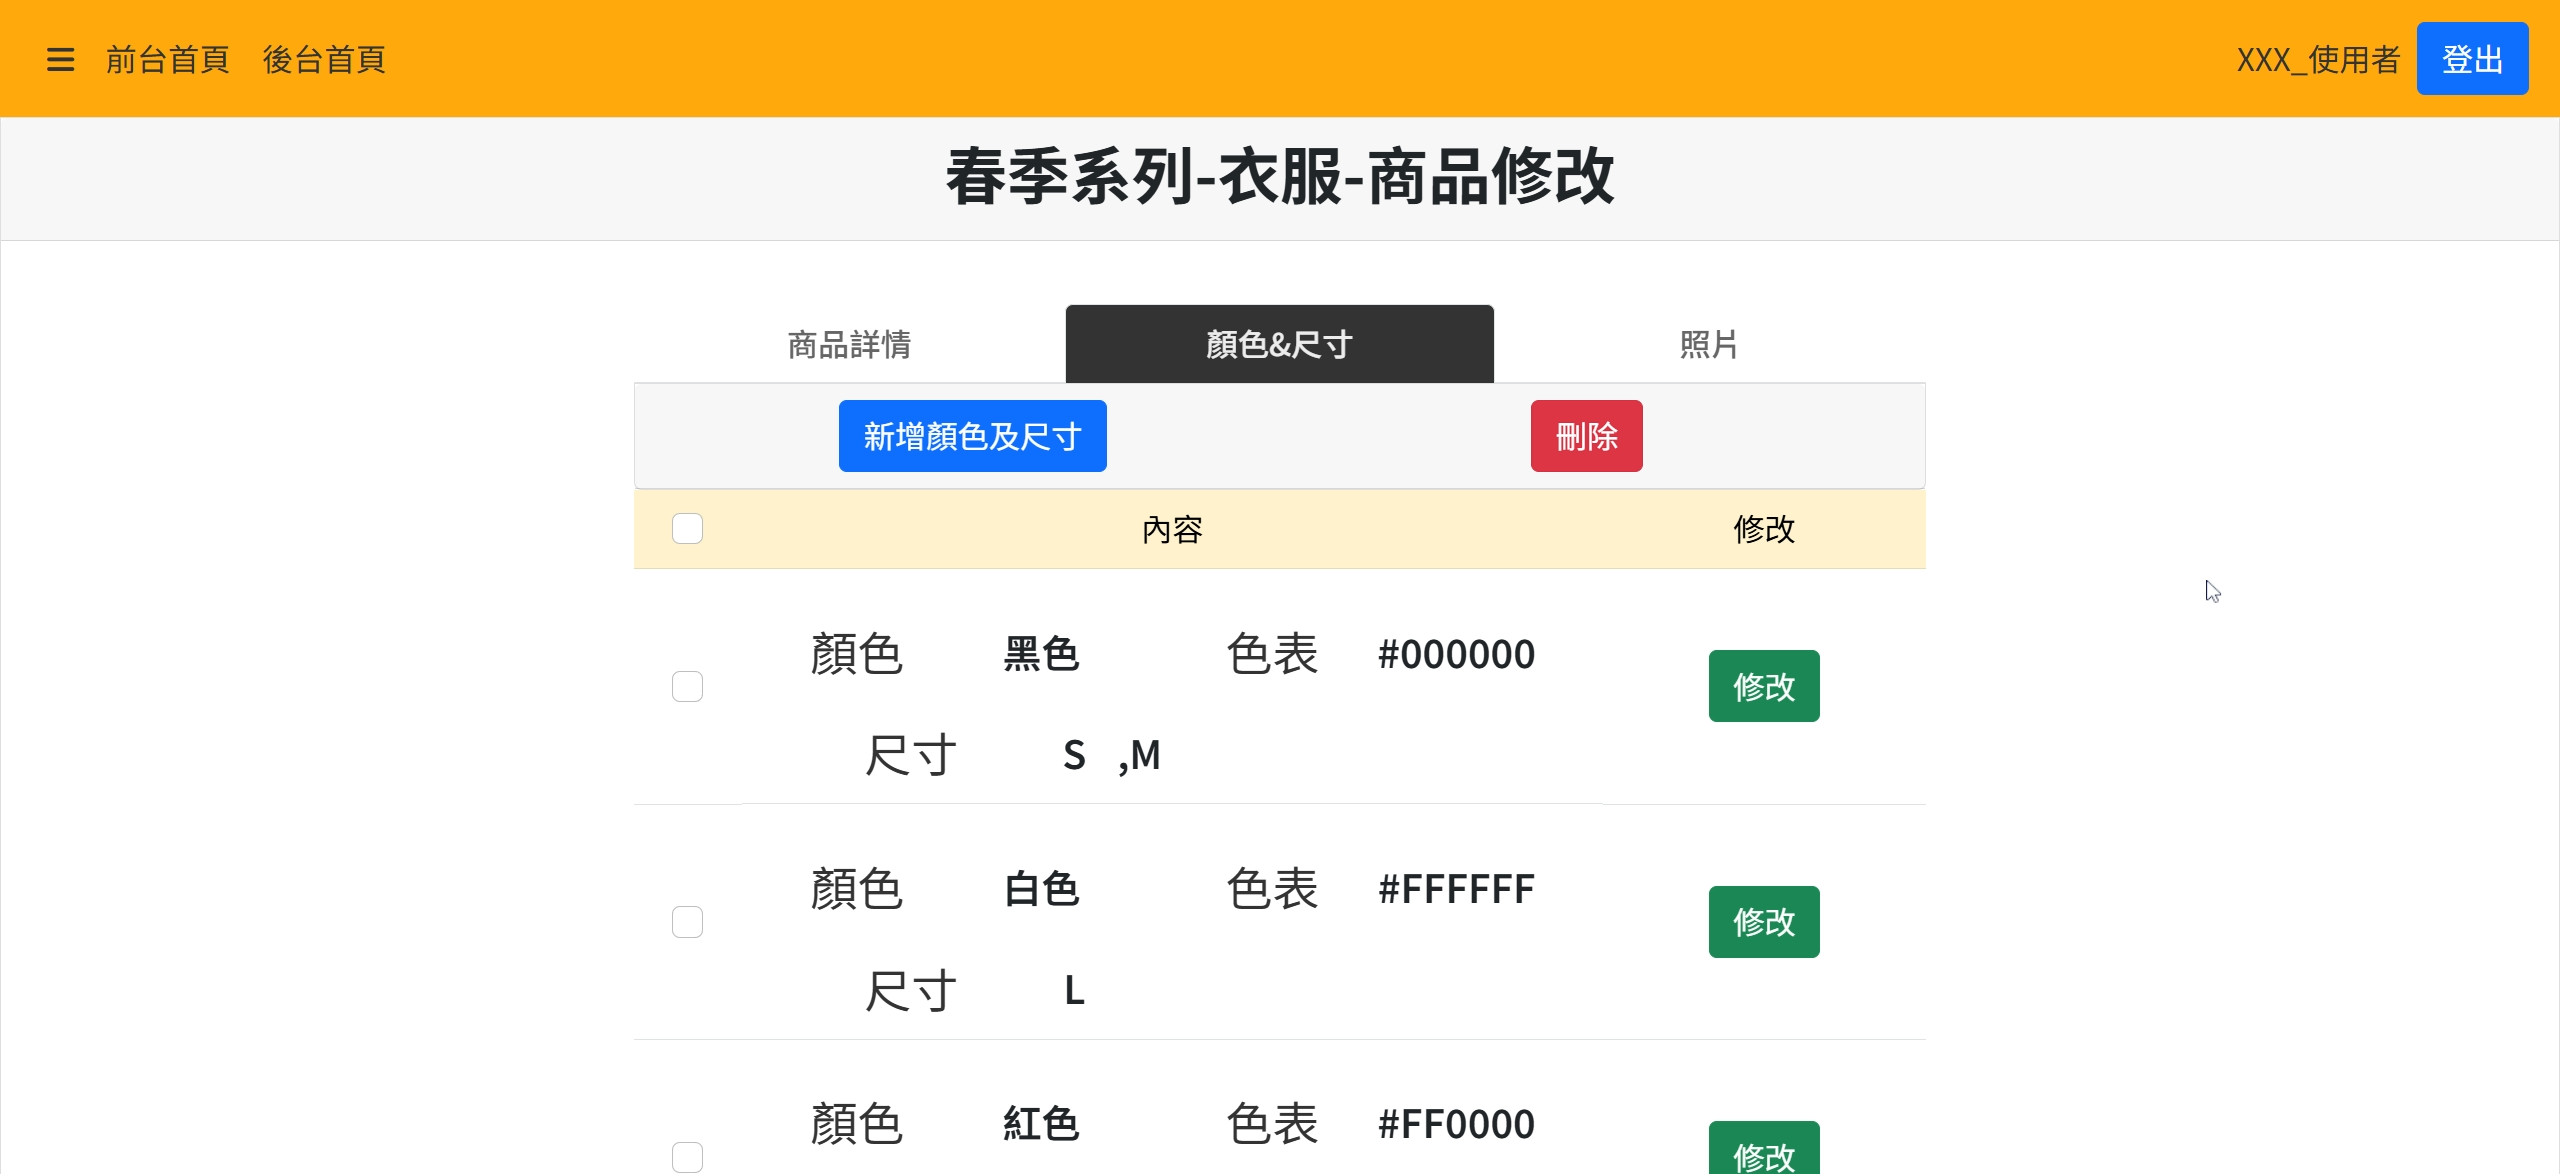 前台首頁 後台首頁 XXX_使用者 登出
春季系列-衣服-商品修改
商品詳情 顏色&尺寸 照片
新增顏色及尺寸 刪除
內容 修改
顏色 黑色 色表 #000000
修改
尺寸 S ,M
顏色 白色 色表 #FFFFFF
修改
尺寸 L
顏色 紅色 色表 #FF0000
修改